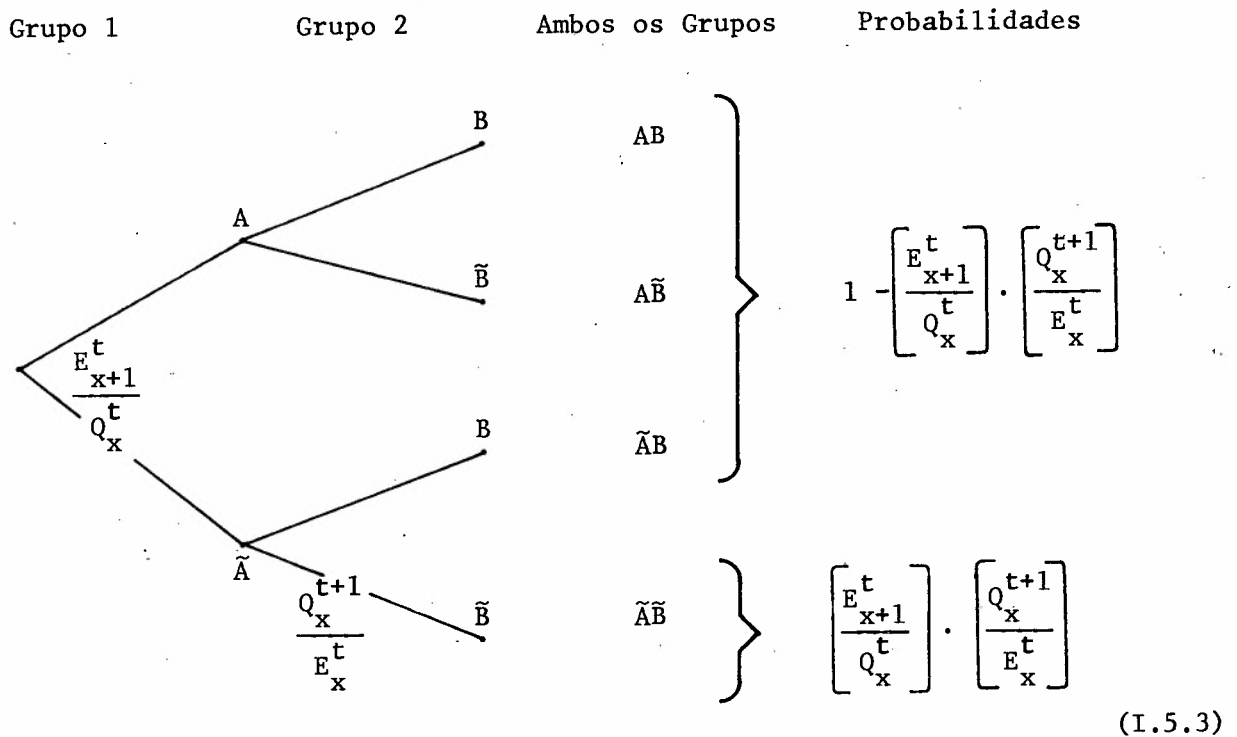 Grupo 1 Grupo 2 Ambos os Grupos Probabilidades
B AB
A
B̃ AB̃ 1 - [E^t_{x+1} / Q^t_x] · [Q^{t+1}_x / E^t_x]
E^t_{x+1} / Q^t_x
B ÃB
Ã
Q^{t+1}_x / E^t_x
B̃ ÃB̃ [E^t_{x+1} / Q^t_x] · [Q^{t+1}_x / E^t_x]
(I.5.3)